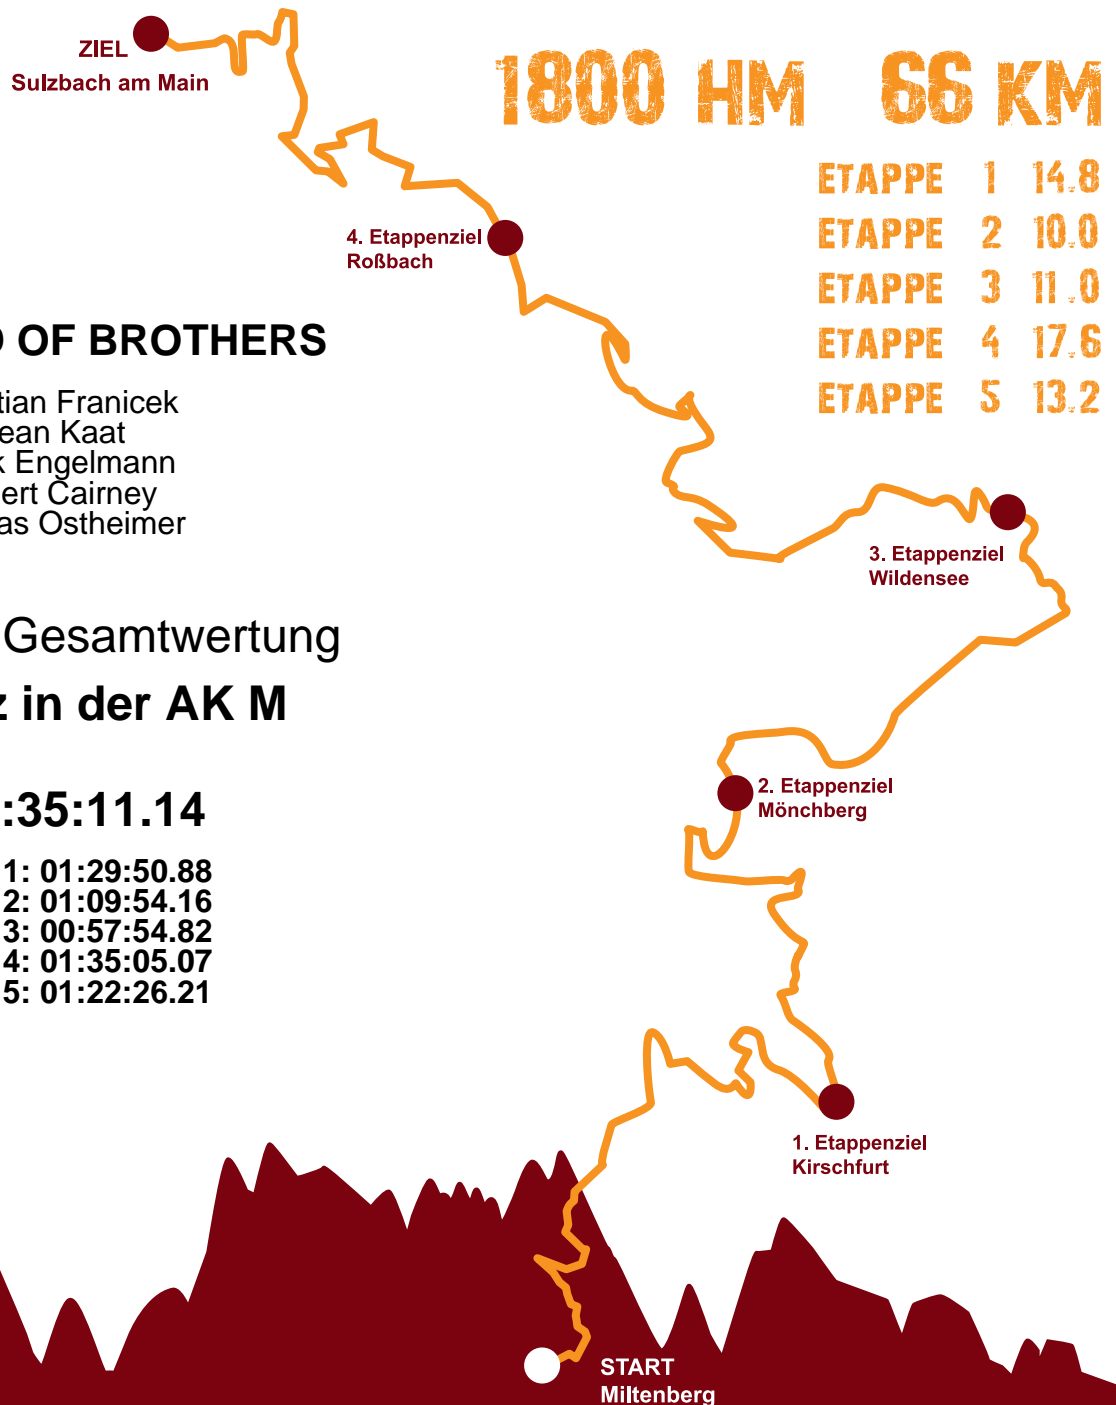 ZIEL
Sulzbach am Main
1800 HM 66 KM
ETAPPE 1 14.8
ETAPPE 2 10.0
ETAPPE 3 11.0
ETAPPE 4 17.6
ETAPPE 5 13.2
4. Etappenziel
Roßbach
OF BROTHERS
Franicek
Kaat
Engelmann
Cairney
Ostheimer
3. Etappenziel
Wildensee
Gesamtwertung
in der AK M
2. Etappenziel
Mönchberg
:35:11.14
1: 01:29:50.88
2: 01:09:54.16
3: 00:57:54.82
4: 01:35:05.07
5: 01:22:26.21
1. Etappenziel
Kirschfurt
START
Miltenberg